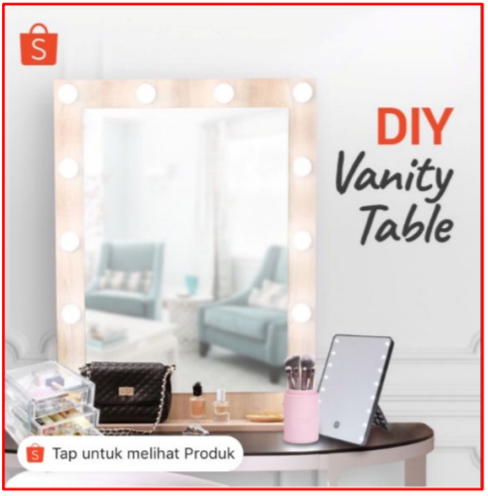 DIY
Vanity
Table
Tap untuk melihat Produk